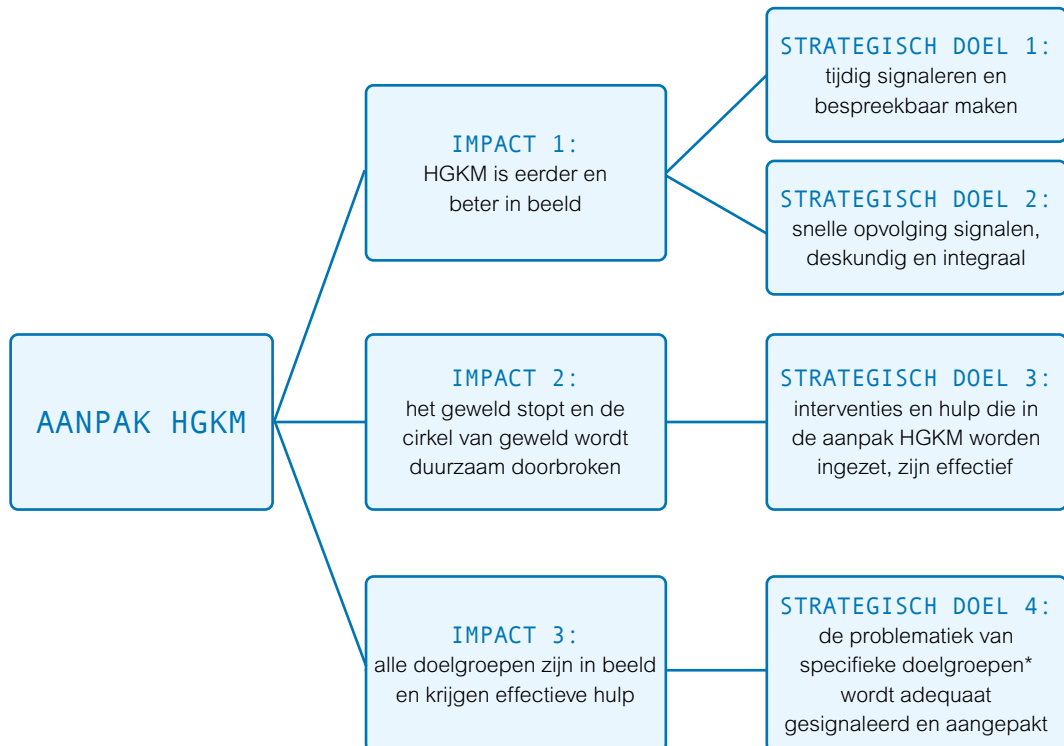 AANPAK HGKM
IMPACT 1:
HGKM is eerder en
beter in beeld
STRATEGISCH DOEL 1:
tijdig signaleren en
bespreekbaar maken
STRATEGISCH DOEL 2:
snelle opvolging signalen,
deskundig en integraal
IMPACT 2:
het geweld stopt en de
cirkel van geweld wordt
duurzaam doorbroken
STRATEGISCH DOEL 3:
interventies en hulp die in
de aanpak HGKM worden
ingezet, zijn effectief
IMPACT 3:
alle doelgroepen zijn in beeld
en krijgen effectieve hulp
STRATEGISCH DOEL 4:
de problematiek van
specifieke doelgroepen*
wordt adequaat
gesignaleerd en aangepakt